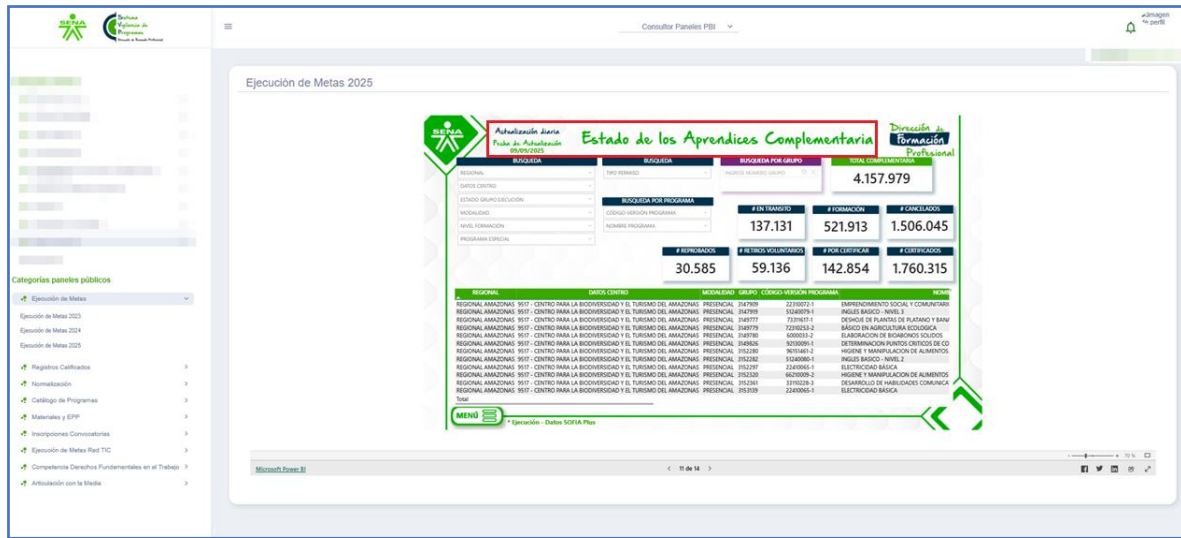 SENA
Sistema
Vigilancia de
Programas
Dirección de Formación Profesional
Consultor Paneles PBI
Imagen
perfil
Categorías paneles públicos
Ejecución de Metas
Ejecución de Metas 2023
Ejecución de Metas 2024
Ejecución de Metas 2025
Registros Calificados
Normalización
Catálogo de Programas
Materiales y EPP
Inscripciones Convocatorias
Ejecución de Metas Red TIC
Competencia Derechos Fundamentales en el Trabajo
Articulación con la Media
Ejecución de Metas 2025
SENA
Actualización diaria
Fecha de Actualización
09/09/2025
Estado de los Aprendices Complementaria
Dirección de
Formación
Profesional
BUSQUEDA
REGIONAL
DATOS CENTRO
ESTADO GRUPO EJECUCIÓN
MODALIDAD
NIVEL FORMACIÓN
PROGRAMA ESPECIAL
BUSQUEDA
TIPO PERMISO
BUSQUEDA POR PROGRAMA
CÓDIGO-VERSIÓN PROGRAMA
NOMBRE PROGRAMA
BUSQUEDA POR GRUPO
INGRESE NÚMERO GRUPO
TOTAL COMPLEMENTARIA
4.157.979
# EN TRANSITO # FORMACIÓN # CANCELADOS
137.131 521.913 1.506.045
# REPROBADOS # RETIROS VOLUNTARIOS # POR CERTIFICAR # CERTIFICADOS
30.585 59.136 142.854 1.760.315
REGIONAL DATOS CENTRO MODALIDAD GRUPO CÓDIGO-VERSIÓN PROGRAMA NOMB
REGIONAL AMAZONAS 9517 - CENTRO PARA LA BIODIVERSIDAD Y EL TURISMO DEL AMAZONAS PRESENCIAL 3147909 22310072-1 EMPRENDIMIENTO SOCIAL Y COMUNITARI
REGIONAL AMAZONAS 9517 - CENTRO PARA LA BIODIVERSIDAD Y EL TURISMO DEL AMAZONAS PRESENCIAL 3147919 51240079-1 INGLES BASICO - NIVEL 3
REGIONAL AMAZONAS 9517 - CENTRO PARA LA BIODIVERSIDAD Y EL TURISMO DEL AMAZONAS PRESENCIAL 3149777 73311617-1 DESHOJE DE PLANTAS DE PLATANO Y BANA
REGIONAL AMAZONAS 9517 - CENTRO PARA LA BIODIVERSIDAD Y EL TURISMO DEL AMAZONAS PRESENCIAL 3149779 72310253-2 BÁSICO EN AGRICULTURA ECOLOGICA
REGIONAL AMAZONAS 9517 - CENTRO PARA LA BIODIVERSIDAD Y EL TURISMO DEL AMAZONAS PRESENCIAL 3149780 6000033-2 ELABORACION DE BIOABONOS SOLIDOS
REGIONAL AMAZONAS 9517 - CENTRO PARA LA BIODIVERSIDAD Y EL TURISMO DEL AMAZONAS PRESENCIAL 3149826 92130091-1 DETERMINACION PUNTOS CRITICOS DE CO
REGIONAL AMAZONAS 9517 - CENTRO PARA LA BIODIVERSIDAD Y EL TURISMO DEL AMAZONAS PRESENCIAL 3152280 96151461-2 HIGIENE Y MANIPULACION DE ALIMENTOS
REGIONAL AMAZONAS 9517 - CENTRO PARA LA BIODIVERSIDAD Y EL TURISMO DEL AMAZONAS PRESENCIAL 3152282 51240080-1 INGLES BASICO - NIVEL 2
REGIONAL AMAZONAS 9517 - CENTRO PARA LA BIODIVERSIDAD Y EL TURISMO DEL AMAZONAS PRESENCIAL 3152297 22410065-1 ELECTRICIDAD BÁSICA
REGIONAL AMAZONAS 9517 - CENTRO PARA LA BIODIVERSIDAD Y EL TURISMO DEL AMAZONAS PRESENCIAL 3152320 66210009-2 HIGIENE Y MANIPULACION DE ALIMENTOS
REGIONAL AMAZONAS 9517 - CENTRO PARA LA BIODIVERSIDAD Y EL TURISMO DEL AMAZONAS PRESENCIAL 3152361 33110228-3 DESARROLLO DE HABILIDADES COMUNICA
REGIONAL AMAZONAS 9517 - CENTRO PARA LA BIODIVERSIDAD Y EL TURISMO DEL AMAZONAS PRESENCIAL 3153139 22410065-1 ELECTRICIDAD BÁSICA
Total
MENÚ
* Ejecución - Datos SOFIA Plus
70 %
Microsoft Power BI
11 de 14